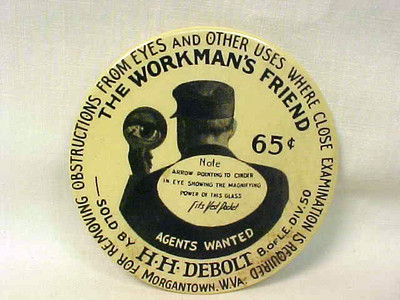 FOR REMOVING OBSTRUCTIONS FROM EYES AND OTHER USES WHERE CLOSE EXAMINATION IS REQUIRED
THE WORKMAN'S FRIEND
65¢
Note
ARROW POINTING TO CINDER
IN EYE SHOWING THE MAGNIFYING
POWER OF THIS GLASS
Fits Vest Pocket
AGENTS WANTED
SOLD BY H.H. DEBOLT B. of L.E. DIV. 50
MORGANTOWN. W.VA.